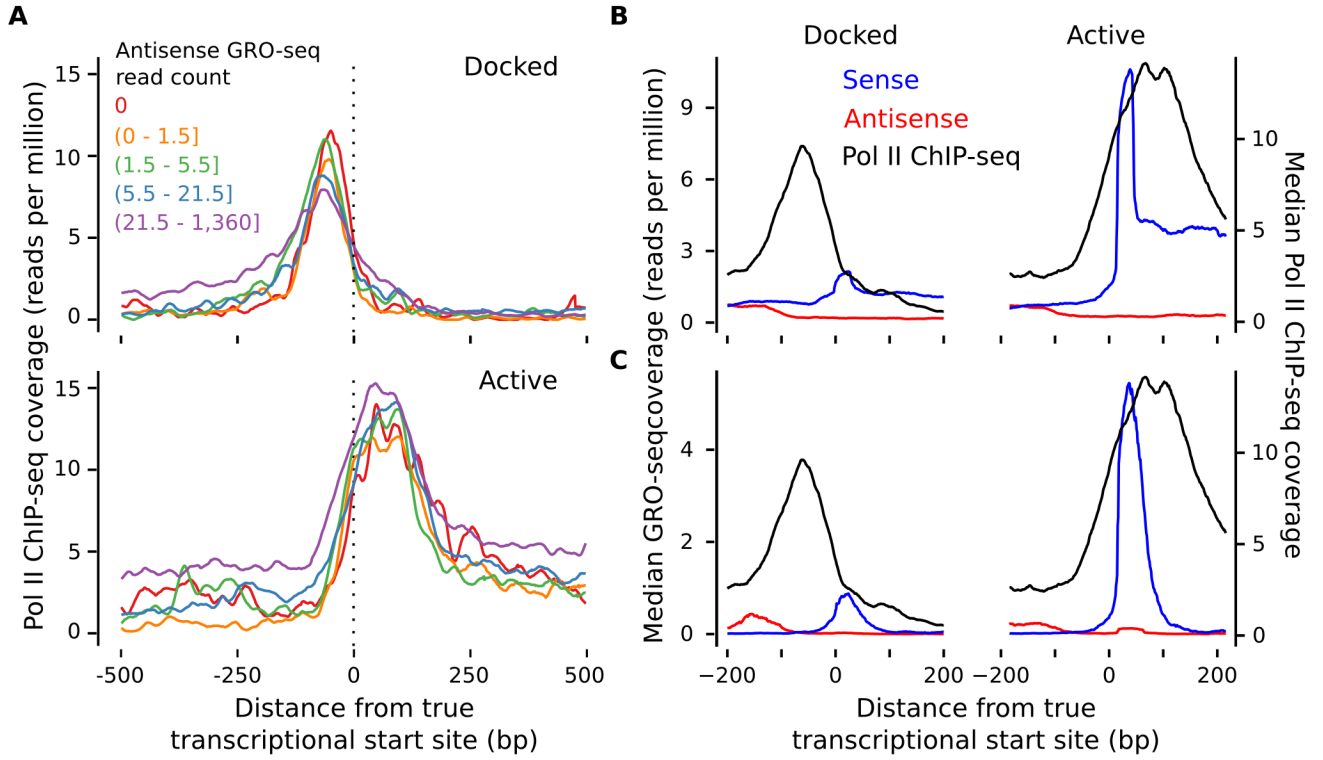 A
Pol II ChIP-seq coverage (reads per million)
Antisense GRO-seq
read count
0
(0 - 1.5]
(1.5 - 5.5]
(5.5 - 21.5]
(21.5 - 1,360]
Docked
15
10
5
0
Active
15
10
5
0
-500
-250
0
250
500
Distance from true
transcriptional start site (bp)
B
Docked
Active
Sense
Antisense
Pol II ChIP-seq
9
6
3
0
10
5
0
C
Median GRO-seqcoverage (reads per million)
Median Pol II ChIP-seq coverage
4
2
0
10
5
0
−200
0
200
−200
0
200
Distance from true
transcriptional start site (bp)